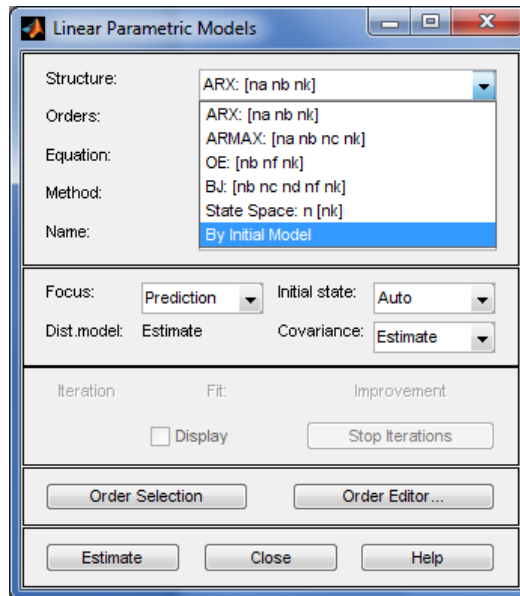 Linear Parametric Models
Structure: ARX: [na nb nk]
Orders: ARX: [na nb nk]
ARMAX: [na nb nc nk]
Equation: OE: [nb nf nk]
Method: BJ: [nb nc nd nf nk]
State Space: n [nk]
Name: By Initial Model
Focus: Prediction Initial state: Auto
Dist.model: Estimate Covariance: Estimate
Iteration Fit: Improvement
Display Stop Iterations
Order Selection Order Editor...
Estimate Close Help